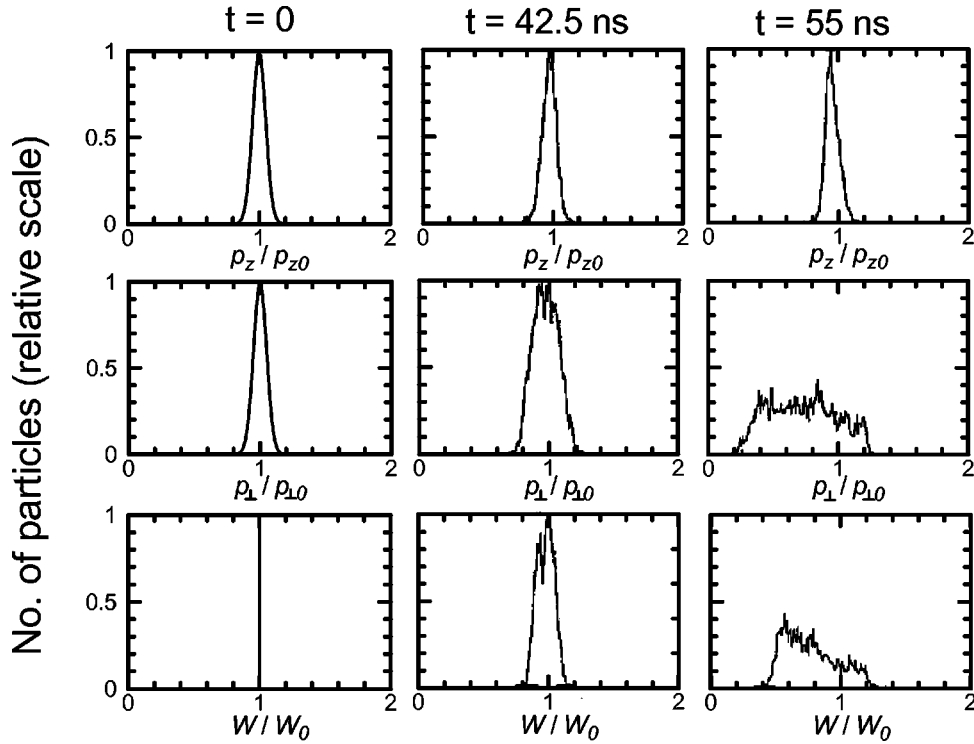 t = 0 t = 42.5 ns t = 55 ns
No. of particles (relative scale)
1
0.5
0
0 1 2 0 1 2 0 1 2
p_z / p_z0 p_z / p_z0 p_z / p_z0
1
0.5
0
0 1 2 0 1 2 0 1 2
p_⊥ / p_⊥0 p_⊥ / p_⊥0 p_⊥ / p_⊥0
1
0.5
0
0 1 2 0 1 2 0 1 2
W / W_0 W / W_0 W / W_0